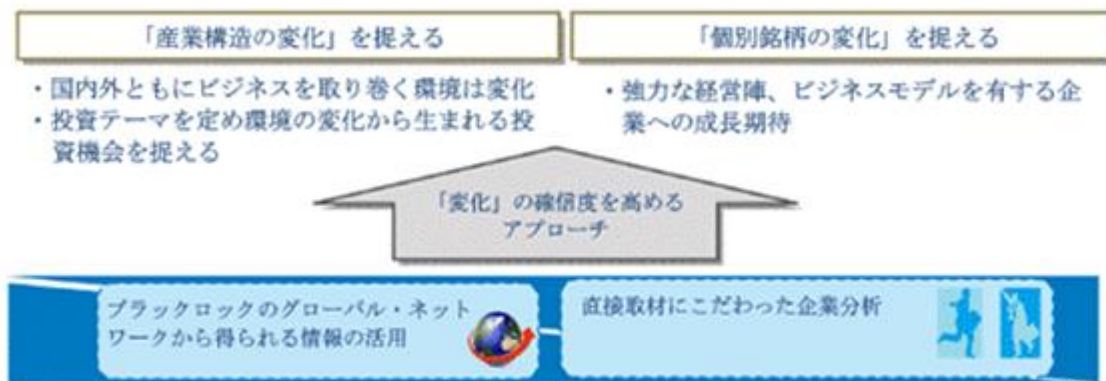 「産業構造の変化」を捉える
・国内外ともにビジネスを取り巻く環境は変化
・投資テーマを定め環境の変化から生まれる投
資機会を捉える
「個別銘柄の変化」を捉える
・強力な経営陣、ビジネスモデルを有する企
業への成長期待
「変化」の確信度を高める
アプローチ
ブラックロックのグローバル・ネット
ワークから得られる情報の活用
直接取材にこだわった企業分析